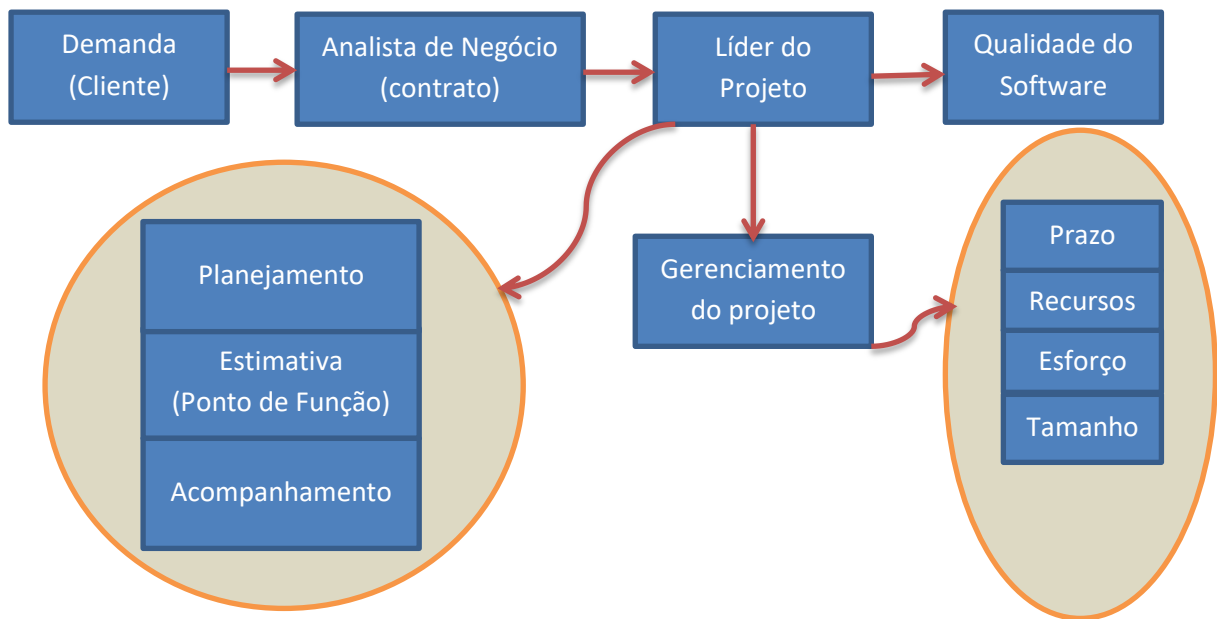 Demanda
(Cliente)
Analista de Negócio
(contrato)
Líder do
Projeto
Qualidade do
Software
Planejamento
Estimativa
(Ponto de Função)
Acompanhamento
Gerenciamento
do projeto
Prazo
Recursos
Esforço
Tamanho